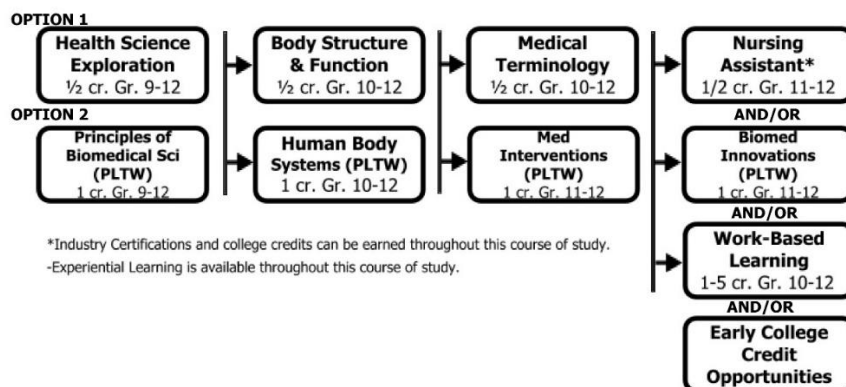 OPTION 1
Health Science
Exploration
½ cr. Gr. 9-12
Body Structure
& Function
½ cr. Gr. 10-12
Medical
Terminology
½ cr. Gr. 10-12
Nursing
Assistant*
1/2 cr. Gr. 11-12
OPTION 2
Principles of
Biomedical Sci
(PLTW)
1 cr. Gr. 9-12
Human Body
Systems (PLTW)
1 cr. Gr. 10-12
Med
Interventions
(PLTW)
1 cr. Gr. 11-12
AND/OR
Biomed
Innovations
(PLTW)
1 cr. Gr. 11-12
AND/OR
Work-Based
Learning
1-5 cr. Gr. 10-12
AND/OR
Early College
Credit
Opportunities
*Industry Certifications and college credits can be earned throughout this course of study.
-Experiential Learning is available throughout this course of study.